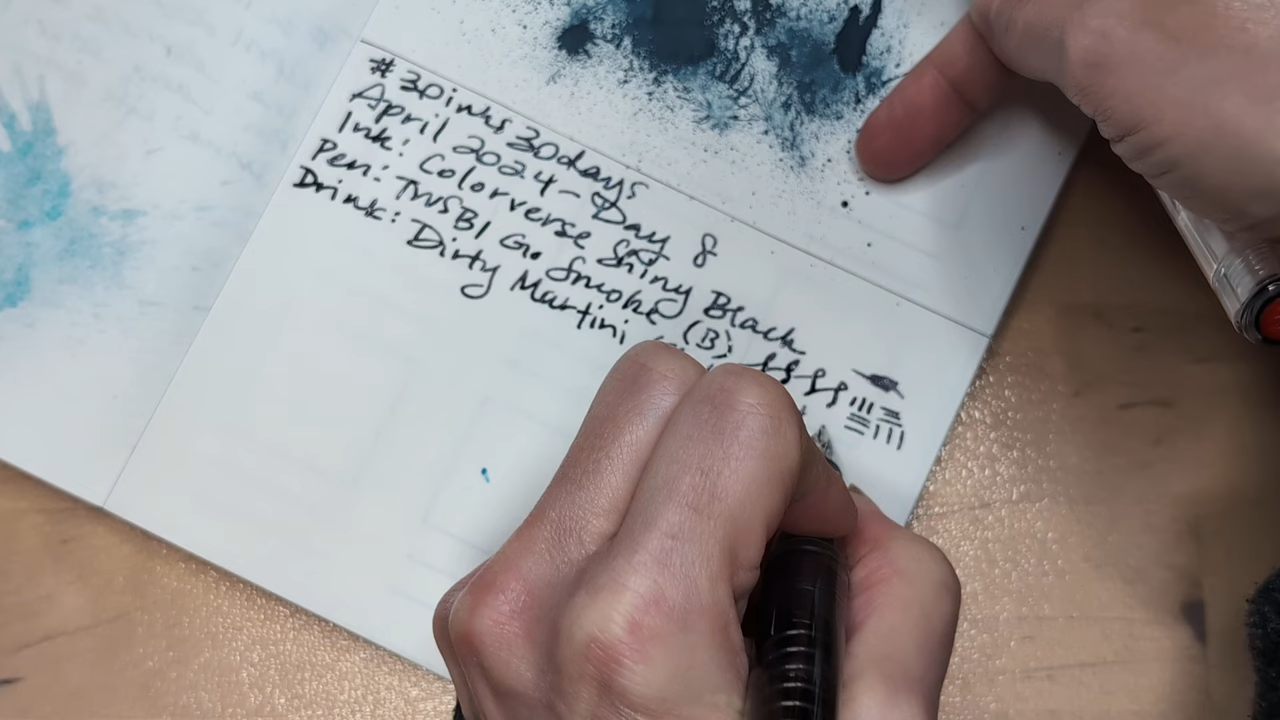 #30inks30days
April 2024 - Day 8
Ink: Colorverse Shiny Black
Pen: TWSBI Go Smoke (B)
Drink: Dirty Martini